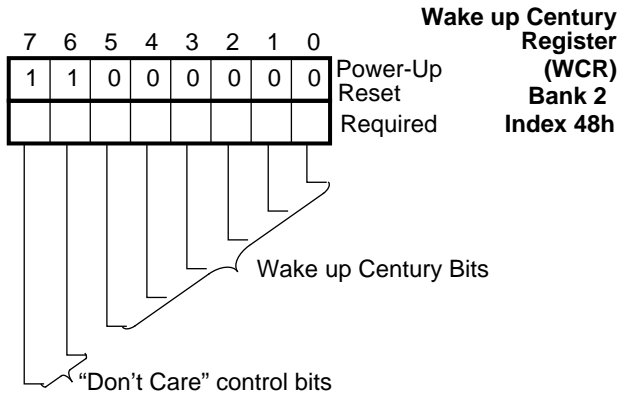 Wake up Century
Register
(WCR)
Bank 2
Index 48h
7 6 5 4 3 2 1 0
1 1 0 0 0 0 0 0
Power-Up
Reset
Required
Wake up Century Bits
“Don’t Care” control bits